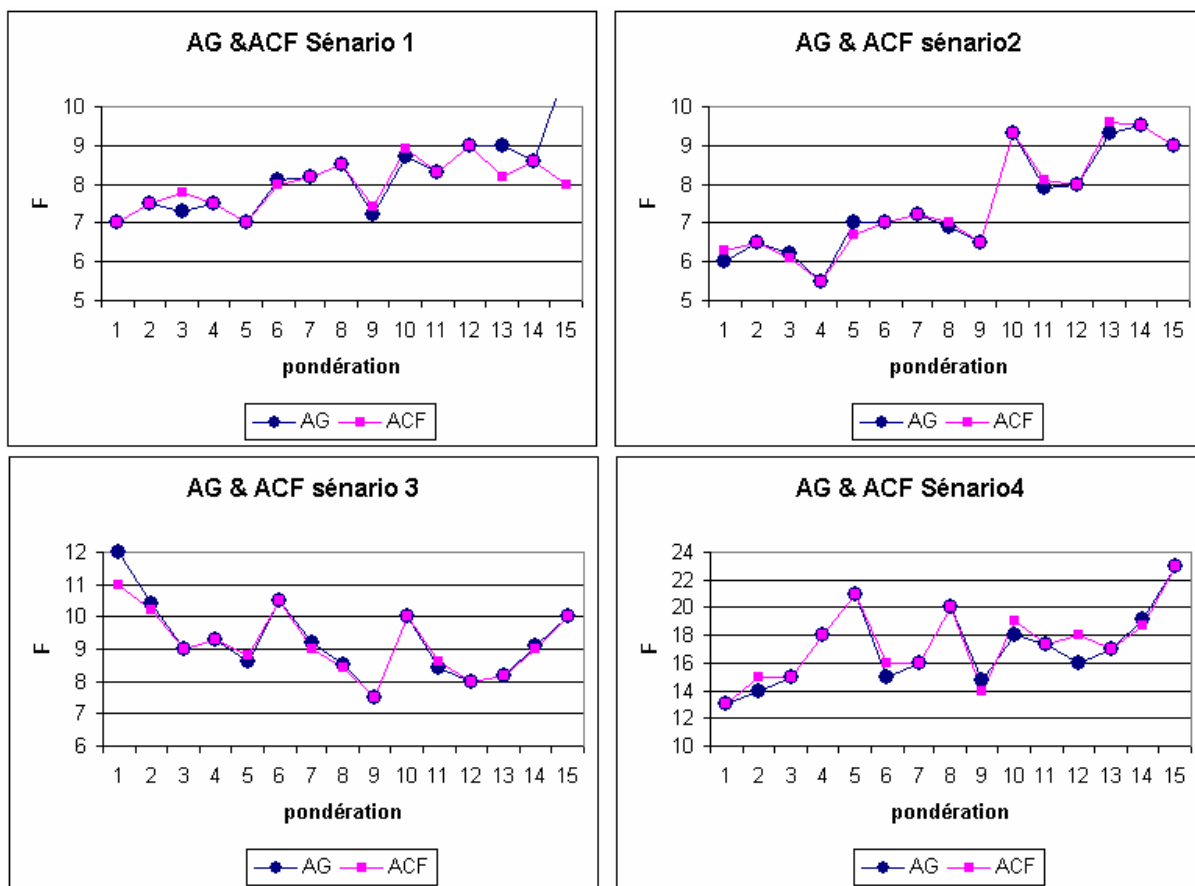 AG &ACF Sénario 1
F
10
9
8
7
6
5
1 2 3 4 5 6 7 8 9 10 11 12 13 14 15
pondération
AG ACF
AG & ACF sénario2
F
10
9
8
7
6
5
1 2 3 4 5 6 7 8 9 10 11 12 13 14 15
pondération
AG ACF
AG & ACF sénario 3
F
12
11
10
9
8
7
6
1 2 3 4 5 6 7 8 9 10 11 12 13 14 15
pondération
AG ACF
AG & ACF Sénario4
F
24
22
20
18
16
14
12
10
1 2 3 4 5 6 7 8 9 10 11 12 13 14 15
pondération
AG ACF